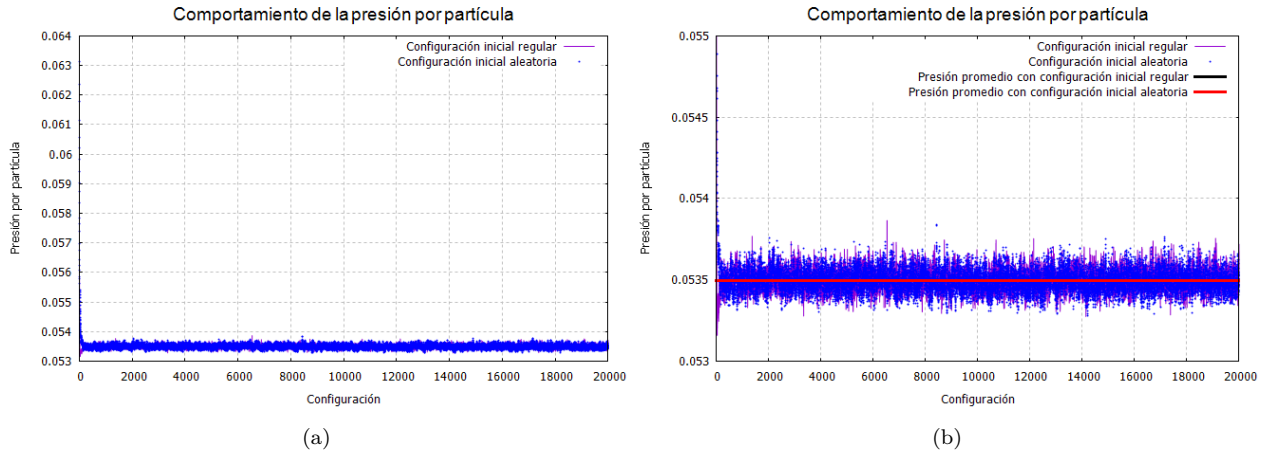 Comportamiento de la presión por partícula
0.064
0.063
0.062
0.061
0.06
0.059
0.058
0.057
0.056
0.055
0.054
0.053
Presión por partícula
Configuración inicial regular
Configuración inicial aleatoria
0 2000 4000 6000 8000 10000 12000 14000 16000 18000 20000
Configuración
(a)
Comportamiento de la presión por partícula
0.055
0.0545
0.054
0.0535
0.053
Presión por partícula
Configuración inicial regular
Configuración inicial aleatoria
Presión promedio con configuración inicial regular
Presión promedio con configuración inicial aleatoria
0 2000 4000 6000 8000 10000 12000 14000 16000 18000 20000
Configuración
(b)